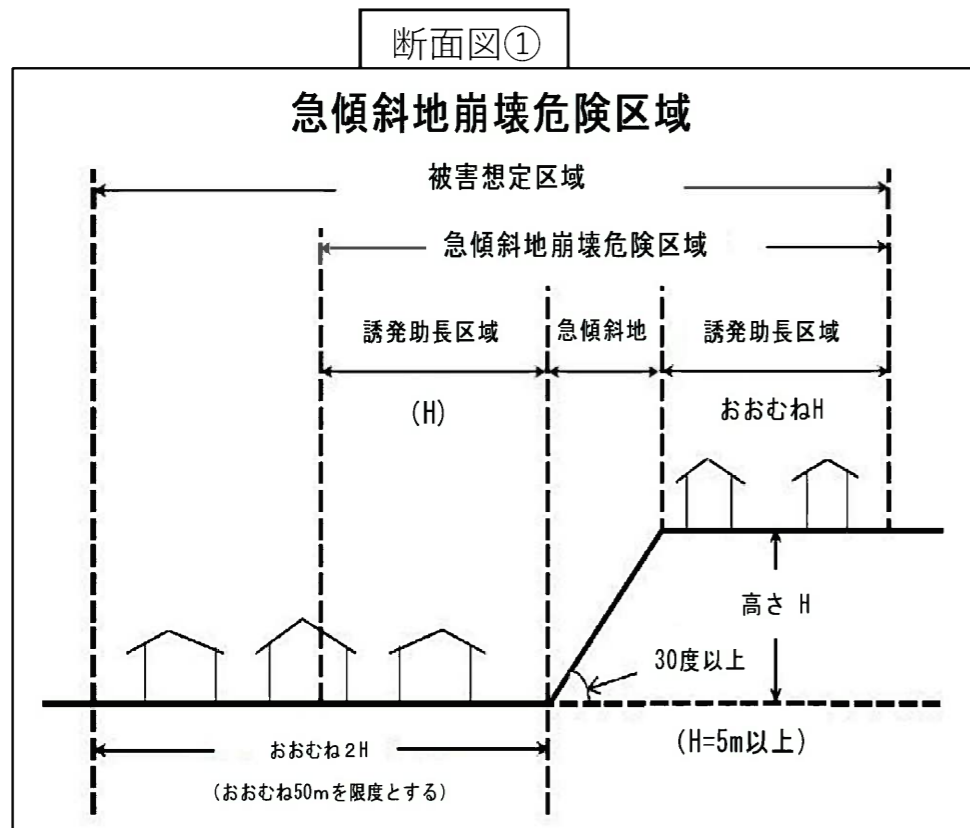 断面図①
急傾斜地崩壊危険区域
被害想定区域
急傾斜地崩壊危険区域
誘発助長区域
急傾斜地
誘発助長区域
(H)
おおむねH
高さ H
30度以上
(H=5m以上)
おおむね2H
(おおむね50mを限度とする)